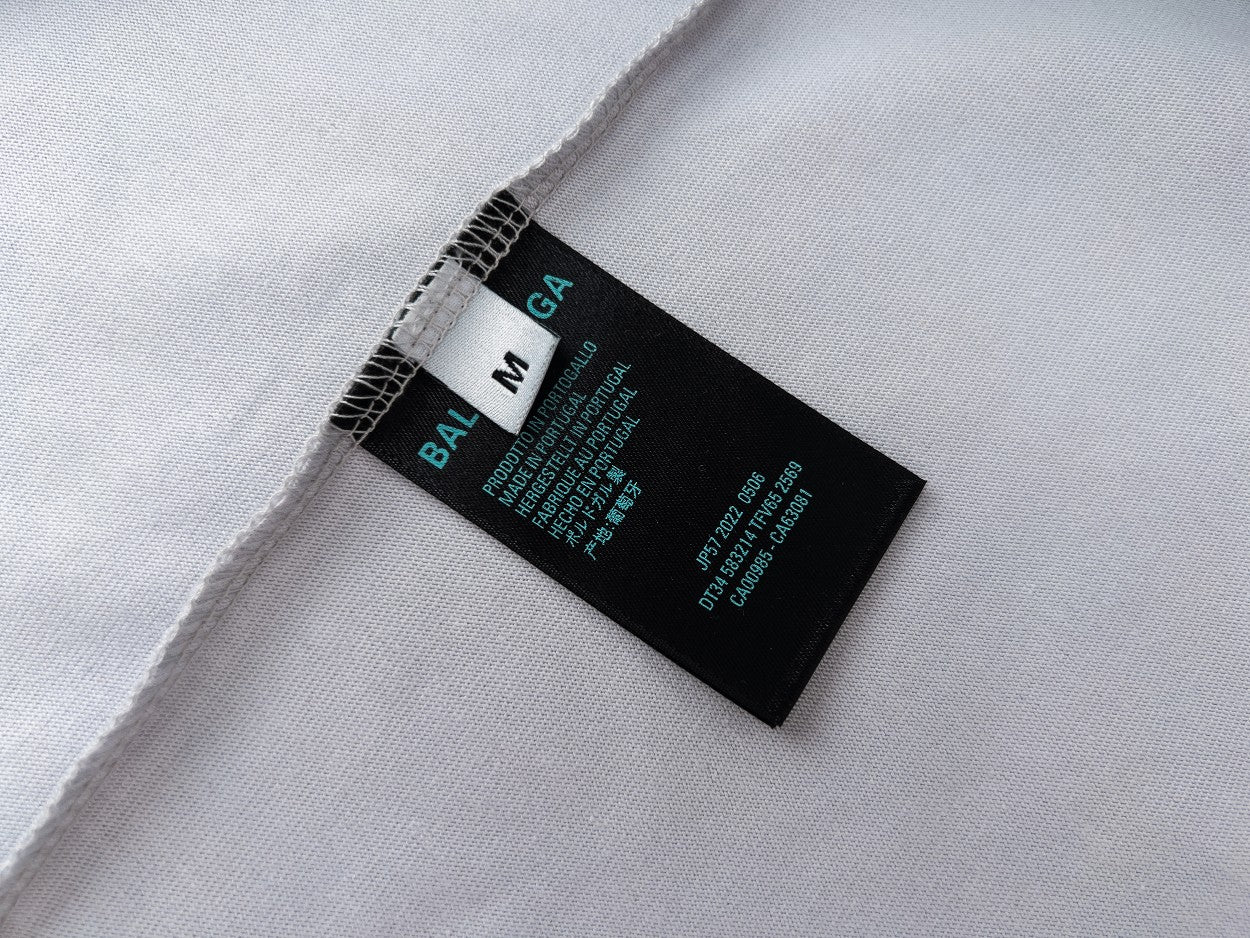 BAL GA
M
PRODOTTO IN PORTOGALLO
MADE IN PORTUGAL
HERGESTELLT IN PORTUGAL
FABRIQUE AU PORTUGAL
HECHO EN PORTUGAL
ポルトガル製
产地:葡萄牙
JP57 2022 0506
DT34 583214 TFV65 2569
CA00985 - CA63081